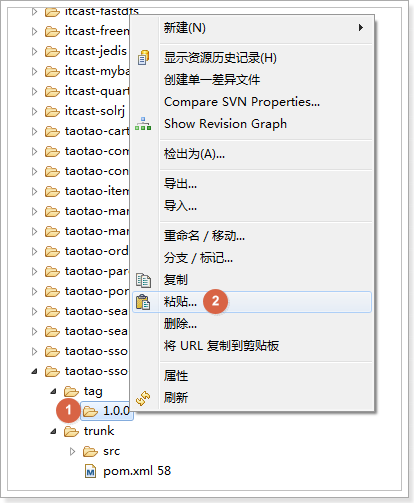 itcast-fastdfs
itcast-freem
itcast-jedis
itcast-myba
itcast-quart
itcast-solrj
taotao-cart
taotao-com
taotao-con
taotao-item
taotao-mar
taotao-mar
taotao-ord
taotao-pare
taotao-por
taotao-sea
taotao-sea
taotao-sso
taotao-sso
tag
1 1.0.0
trunk
src
pom.xml 58
新建(N)
显示资源历史记录(H)
创建单一差异文件
Compare SVN Properties...
Show Revision Graph
检出为(A)...
导出...
导入...
重命名 / 移动...
分支 / 标记...
复制
粘贴... 2
删除...
将 URL 复制到剪贴板
属性
刷新